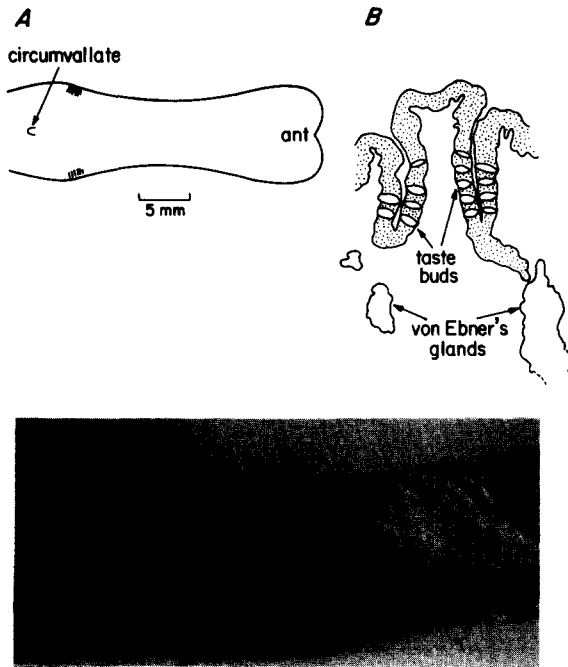 A
circumvallate
ant
5 mm
B
taste
buds
von Ebner's
glands